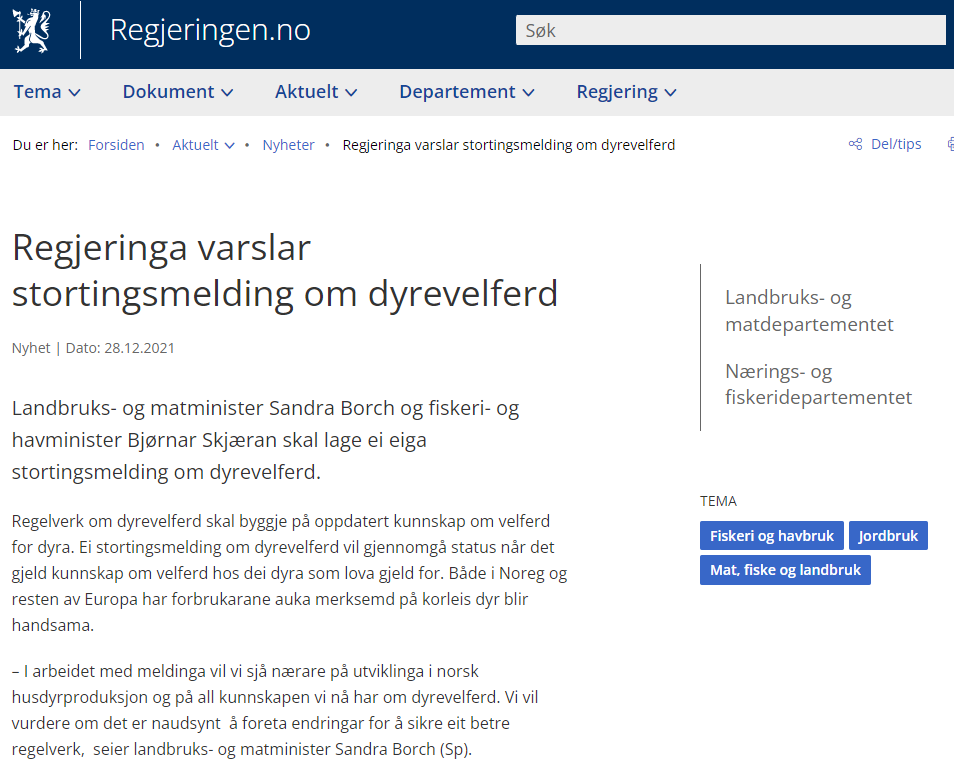 Regjeringen.no
Søk
Tema
Dokument
Aktuelt
Departement
Regjering
Du er her: Forsiden • Aktuelt • Nyheter • Regjeringa varslar stortingsmelding om dyrevelferd
Del/tips
Regjeringa varslar
stortingsmelding om dyrevelferd
Nyhet | Dato: 28.12.2021
Landbruks- og matminister Sandra Borch og fiskeri- og
havminister Bjørnar Skjæran skal lage ei eiga
stortingsmelding om dyrevelferd.
Regelverk om dyrevelferd skal byggje på oppdatert kunnskap om velferd
for dyra. Ei stortingsmelding om dyrevelferd vil gjennomgå status når det
gjeld kunnskap om velferd hos dei dyra som lova gjeld for. Både i Noreg og
resten av Europa har forbrukarane auka merksemd på korleis dyr blir
handsama.
– I arbeidet med meldinga vil vi sjå nærare på utviklinga i norsk
husdyrproduksjon og på all kunnskapen vi nå har om dyrevelferd. Vi vil
vurdere om det er naudsynt  å foreta endringar for å sikre eit betre
regelverk,  seier landbruks- og matminister Sandra Borch (Sp).
Landbruks- og
matdepartementet
Nærings- og
fiskeridepartementet
TEMA
Fiskeri og havbruk
Jordbruk
Mat, fiske og landbruk